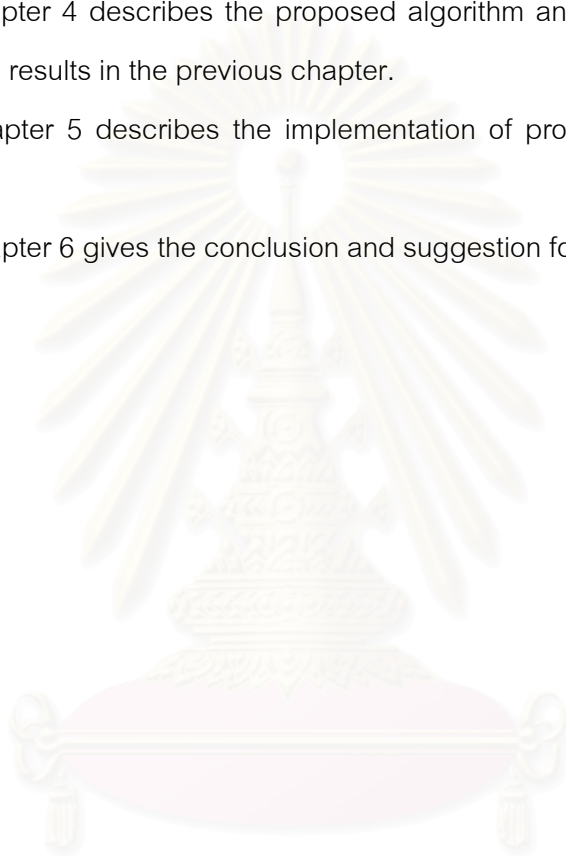 pter 4 describes the proposed algorithm an
results in the previous chapter.
apter 5 describes the implementation of pro
pter 6 gives the conclusion and suggestion fo